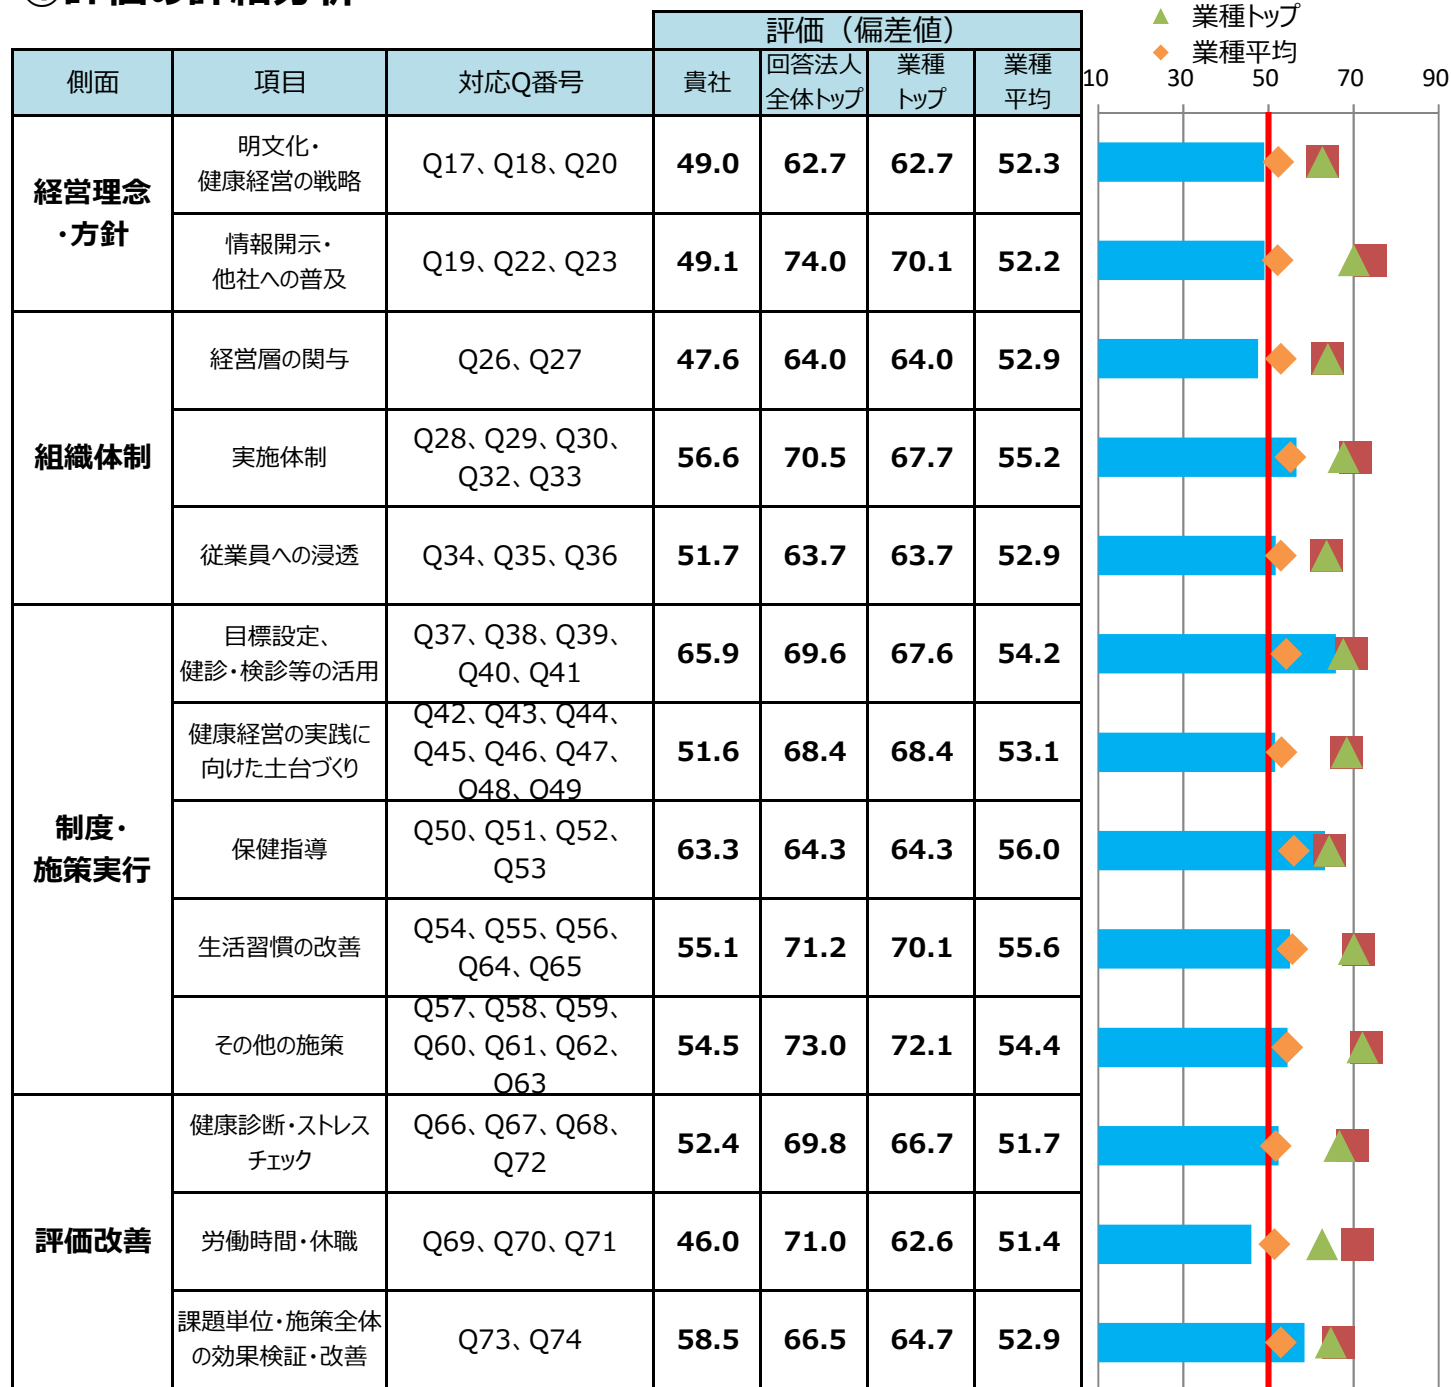 評価（偏差値）
▲ 業種トップ
◆ 業種平均
側面 項目 対応Q番号 貴社 回答法人全体トップ 業種トップ 業種平均 10 30 50 70 90
経営理念・方針
明文化・健康経営の戦略 Q17、Q18、Q20 49.0 62.7 62.7 52.3
情報開示・他社への普及 Q19、Q22、Q23 49.1 74.0 70.1 52.2
組織体制
経営層の関与 Q26、Q27 47.6 64.0 64.0 52.9
実施体制 Q28、Q29、Q30、Q32、Q33 56.6 70.5 67.7 55.2
従業員への浸透 Q34、Q35、Q36 51.7 63.7 63.7 52.9
制度・施策実行
目標設定、健診・検診等の活用 Q37、Q38、Q39、Q40、Q41 65.9 69.6 67.6 54.2
健康経営の実践に向けた土台づくり Q42、Q43、Q44、Q45、Q46、Q47、Q48、Q49 51.6 68.4 68.4 53.1
保健指導 Q50、Q51、Q52、Q53 63.3 64.3 64.3 56.0
生活習慣の改善 Q54、Q55、Q56、Q64、Q65 55.1 71.2 70.1 55.6
その他の施策 Q57、Q58、Q59、Q60、Q61、Q62、Q63 54.5 73.0 72.1 54.4
評価改善
健康診断・ストレスチェック Q66、Q67、Q68、Q72 52.4 69.8 66.7 51.7
労働時間・休職 Q69、Q70、Q71 46.0 71.0 62.6 51.4
課題単位・施策全体の効果検証・改善 Q73、Q74 58.5 66.5 64.7 52.9